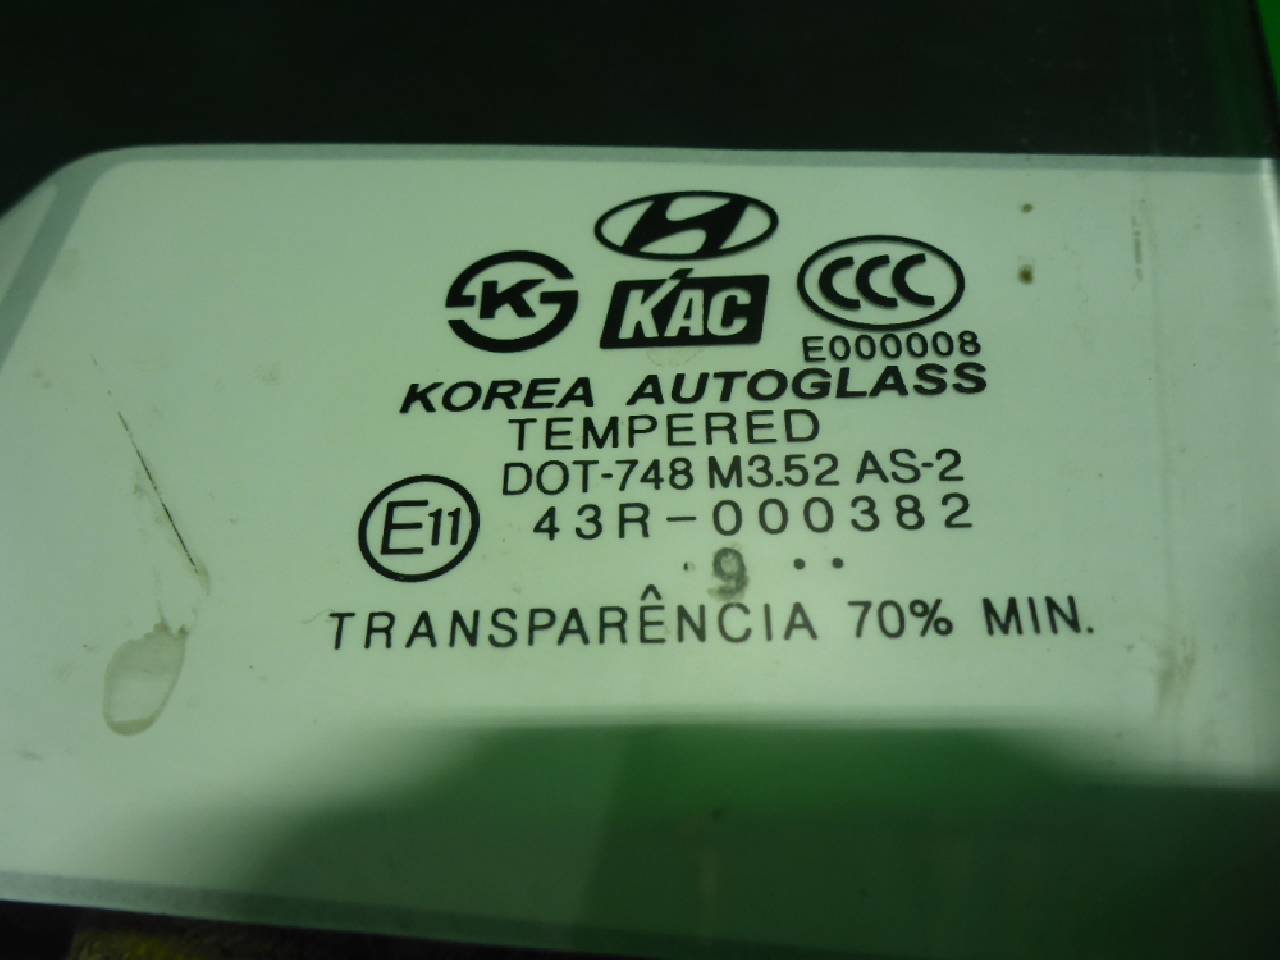 K
KAC
CCC
E000008
KOREA AUTOGLASS
TEMPERED
DOT-748 M3.52 AS-2
E11
43R-000382
. 9 . .
TRANSPARÊNCIA 70% MIN.